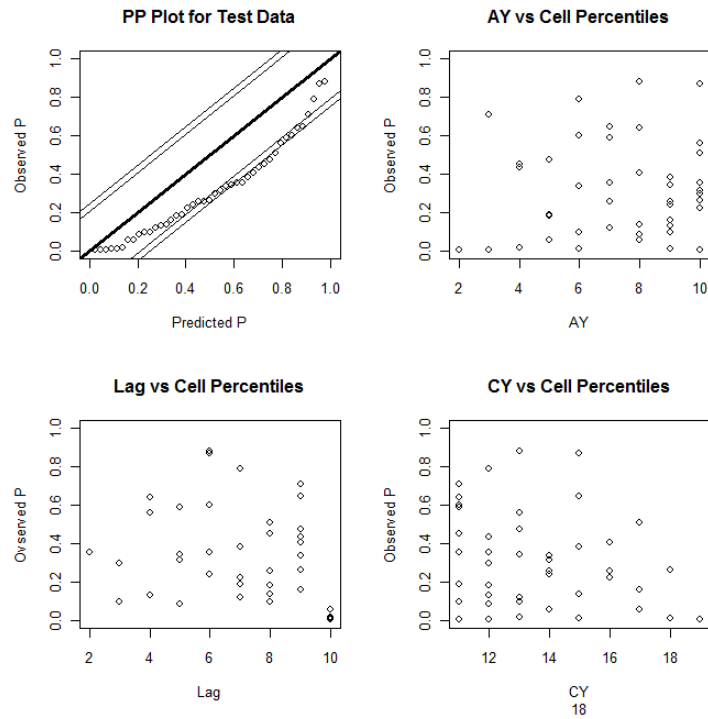 PP Plot for Test Data
Observed P
1.0
0.8
0.6
0.4
0.2
0.0
0.0 0.2 0.4 0.6 0.8 1.0
Predicted P
AY vs Cell Percentiles
Observed P
1.0
0.8
0.6
0.4
0.2
0.0
2 4 6 8 10
AY
Lag vs Cell Percentiles
Ovserved P
1.0
0.8
0.6
0.4
0.2
0.0
2 4 6 8 10
Lag
CY vs Cell Percentiles
Observed P
1.0
0.8
0.6
0.4
0.2
0.0
12 14 16 18
CY
18